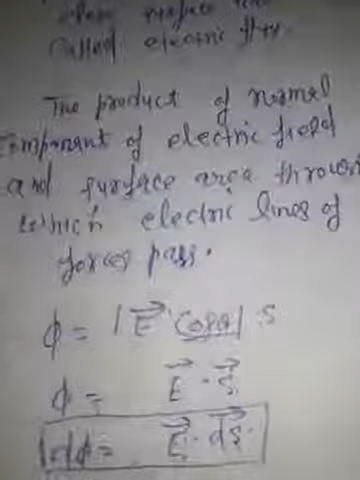 called electric flux.
The product of normal
Componant of electric field
and surface area through
which electric lines of
forces pass.
ϕ = |E⃗ cosθ| S
ϕ = E⃗ · S⃗
dϕ = E⃗ · dS⃗